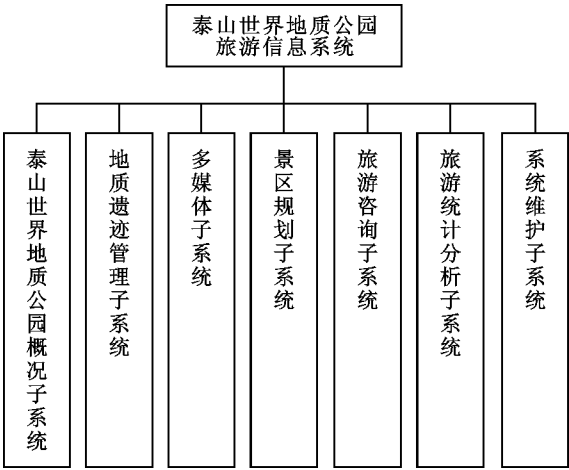 泰山世界地质公园
旅游信息系统
泰山世界地质公园概况子系统
地质遗迹管理子系统
多媒体子系统
景区规划子系统
旅游咨询子系统
旅游统计分析子系统
系统维护子系统